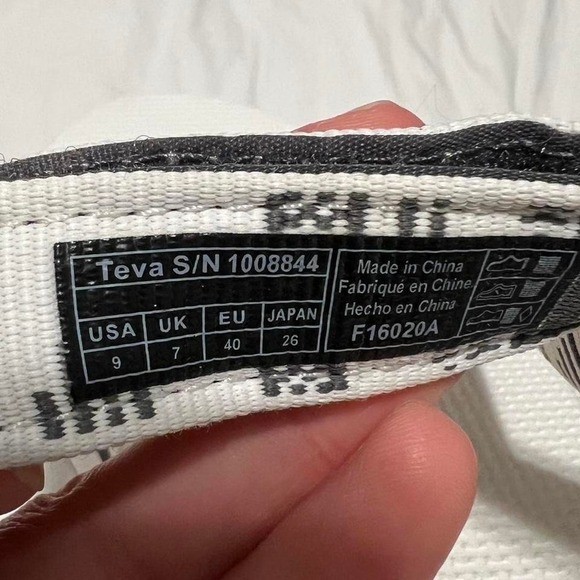 Teva S/N 1008844
USA UK EU JAPAN
9 7 40 26
Made in China
Fabriqué en Chine
Hecho en China
F16020A